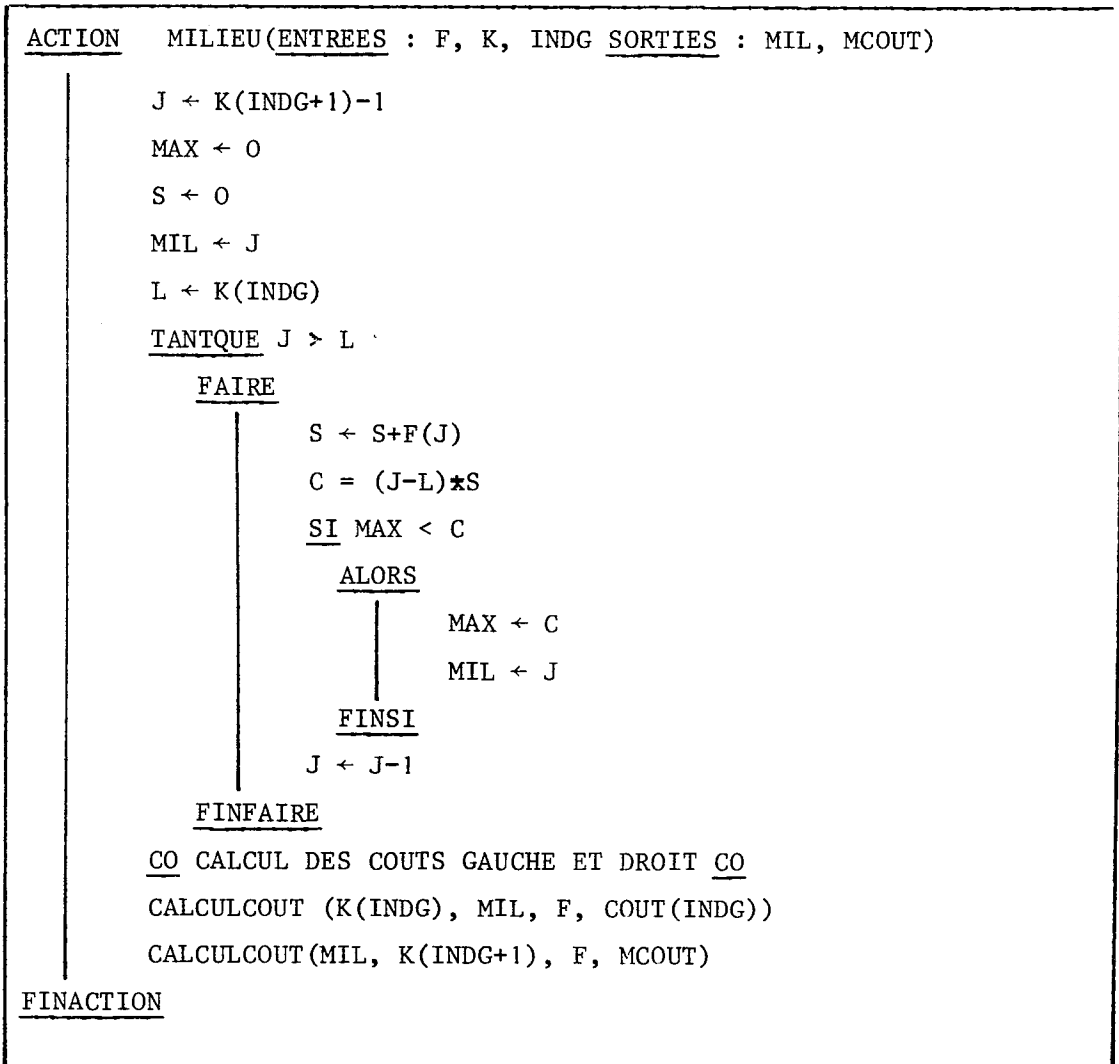 ACTION MILIEU(ENTREES : F, K, INDG SORTIES : MIL, MCOUT)
J ← K(INDG+1)-1
MAX ← O
S ← O
MIL ← J
L ← K(INDG)
TANTQUE J > L
FAIRE
S ← S+F(J)
C = (J-L)*S
SI MAX < C
ALORS
MAX ← C
MIL ← J
FINSI
J ← J-1
FINFAIRE
CO CALCUL DES COUTS GAUCHE ET DROIT CO
CALCULCOUT (K(INDG), MIL, F, COUT(INDG))
CALCULCOUT(MIL, K(INDG+1), F, MCOUT)
FINACTION